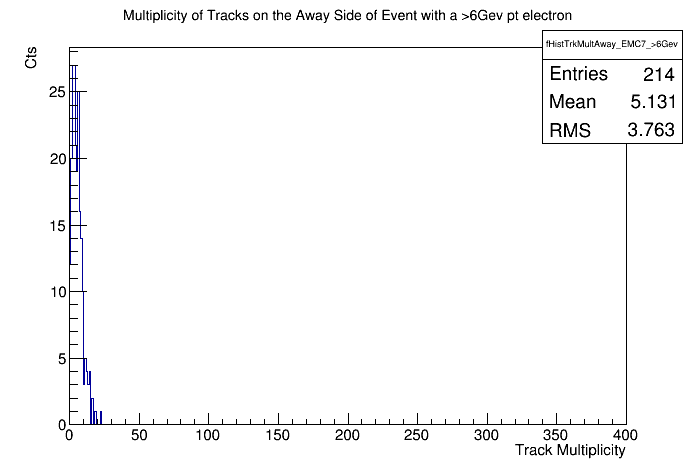 Multiplicity of Tracks on the Away Side of Event with a >6Gev pt electron
fHistTrkMultAway_EMC7_>6Gev
Entries 214
Mean 5.131
RMS 3.763
Cts
25
20
15
10
5
0
0 50 100 150 200 250 300 350 400
Track Multiplicity